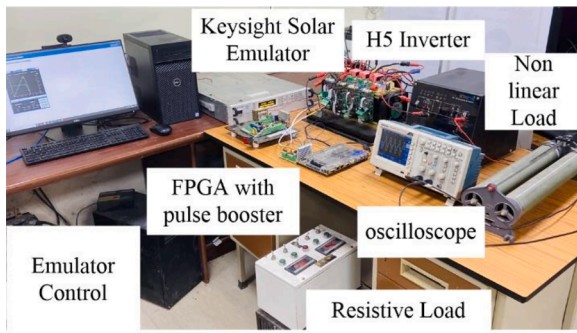 Keysight Solar
Emulator
H5 Inverter
Non
linear
Load
FPGA with
pulse booster
oscilloscope
Emulator
Control
Resistive Load